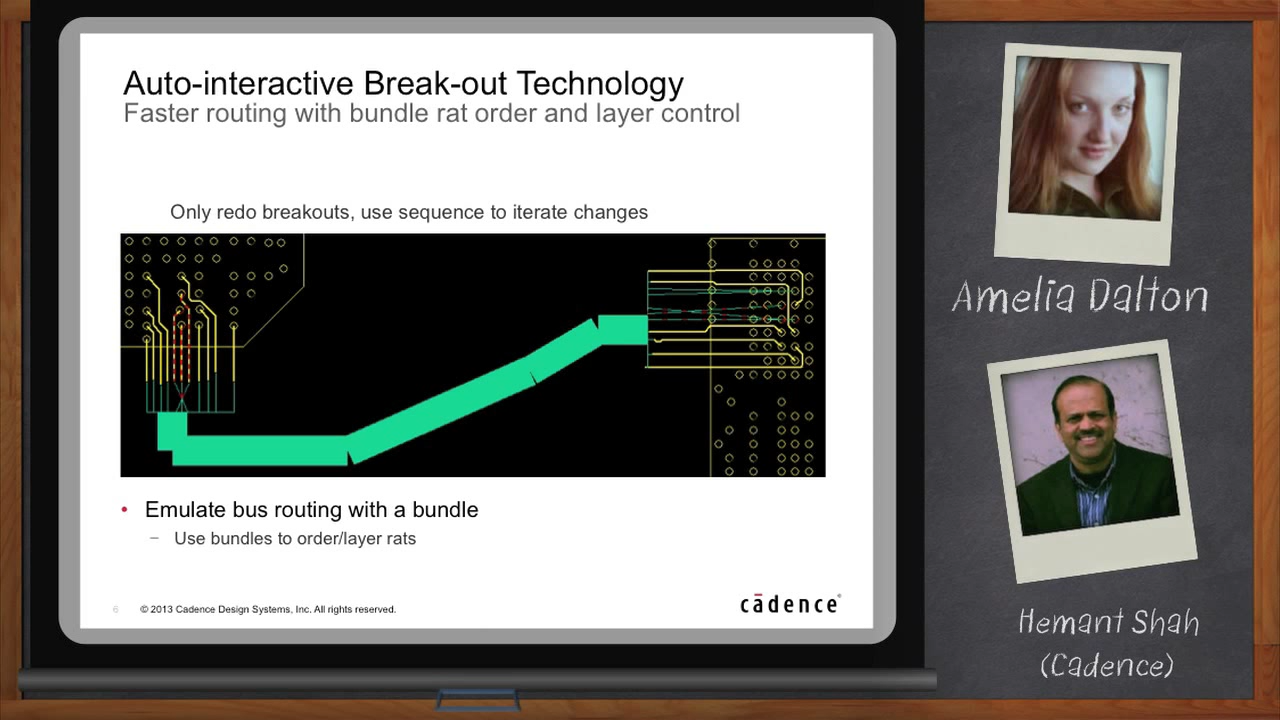 Auto-interactive Break-out Technology
Faster routing with bundle rat order and layer control
Only redo breakouts, use sequence to iterate changes
• Emulate bus routing with a bundle
– Use bundles to order/layer rats
6 © 2013 Cadence Design Systems, Inc. All rights reserved.
cādence®
Amelia Dalton
Hemant Shah
(Cadence)